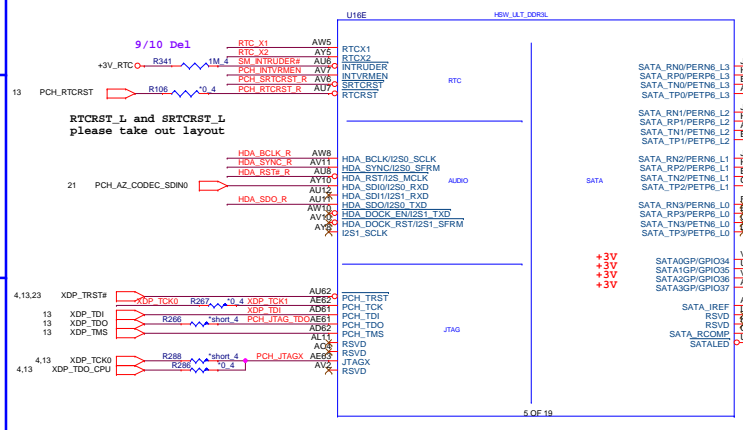 U16E
HSW_ULT_DDR3L
9/10 Del
RTC_X1 AW5 RTCX1
RTC_X2 AY5 RTCX2
+3V_RTC R341 1M_4 SM_INTRUDER# AU6 INTRUDER
PCH_INTVRMEN AV7 INTVRMEN
PCH_SRTCRST_R AV6 SRTCRST
13 PCH_RTCRST R106 *0_4 PCH_RTCRST_R AU7 RTCRST
RTC
RTCRST_L and SRTCRST_L
please take out layout
HDA_BCLK_R AW8 HDA_BCLK/I2S0_SCLK
HDA_SYNC_R AV11 HDA_SYNC/I2S0_SFRM
HDA_RST#_R AU8 HDA_RST/I2S_MCLK
21 PCH_AZ_CODEC_SDIN0 AY10 HDA_SDI0/I2S0_RXD
AU12 HDA_SDI1/I2S1_RXD
HDA_SDO_R AU11 HDA_SDO/I2S0_TXD
AW10 HDA_DOCK_EN/I2S1_TXD
AV10 HDA_DOCK_RST/I2S1_SFRM
AY8 I2S1_SCLK
AUDIO
4,13,23 XDP_TRST# AU62 PCH_TRST
XDP_TCK0 R267 *0_4 XDP_TCK1 AE62 PCH_TCK
13 XDP_TDI XDP_TDI AD61 PCH_TDI
13 XDP_TDO R266 *short_4 PCH_JTAG_TDO AE61 PCH_TDO
13 XDP_TMS AD62 PCH_TMS
AL11 RSVD
RSVD
4,13 XDP_TCK0 R288 *short_4 PCH_JTAGX AE63 JTAGX
4,13 XDP_TDO_CPU R286 *0_4 AV2 RSVD
JTAG
SATA_RN0/PERN6_L3
SATA_RP0/PERP6_L3
SATA_TN0/PETN6_L3
SATA_TP0/PETP6_L3
SATA_RN1/PERN6_L2
SATA_RP1/PERP6_L2
SATA_TN1/PETN6_L2
SATA_TP1/PETP6_L2
SATA_RN2/PERN6_L1
SATA_RP2/PERP6_L1
SATA_TN2/PETN6_L1
SATA_TP2/PETP6_L1
SATA
SATA_RN3/PERN6_L0
SATA_RP3/PERP6_L0
SATA_TN3/PETN6_L0
SATA_TP3/PETP6_L0
+3V SATA0GP/GPIO34
+3V SATA1GP/GPIO35
+3V SATA2GP/GPIO36
+3V SATA3GP/GPIO37
SATA_IREF
RSVD
RSVD
SATA_RCOMP
SATALED
5 OF 19